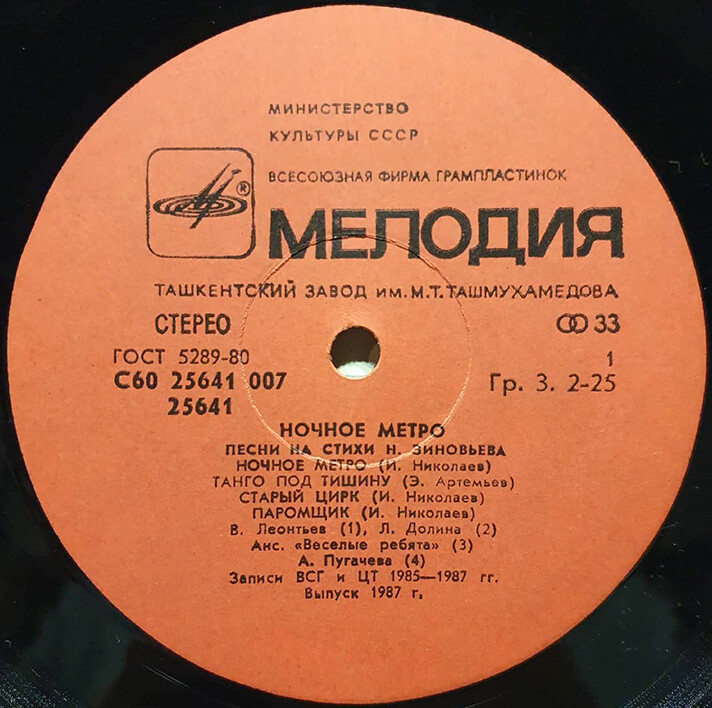 МИНИСТЕРСТВО
КУЛЬТУРЫ СССР
ВСЕСОЮЗНАЯ ФИРМА ГРАМПЛАСТИНОК
®
МЕЛОДИЯ
ТАШКЕНТСКИЙ ЗАВОД ИМ. М.Т. ТАШМУХАМЕДОВА
СТЕРЕО
33
ГОСТ 5289-80
1
С60 25641 007
Гр. 3. 2-25
25641
НОЧНОЕ МЕТРО
ПЕСНИ НА СТИХИ Н. ЗИНОВЬЕВА
НОЧНОЕ МЕТРО (И. Николаев)
ТАНГО ПОД ТИШИНУ (Э. Артемьев)
СТАРЫЙ ЦИРК (И. Николаев)
ПАРОМЩИК (И. Николаев)
В. Леонтьев (1), Л. Долина (2)
Анс. «Веселые ребята» (3)
А. Пугачева (4)
Записи ВСГ и ЦТ 1985—1987 гг.
Выпуск 1987 г.